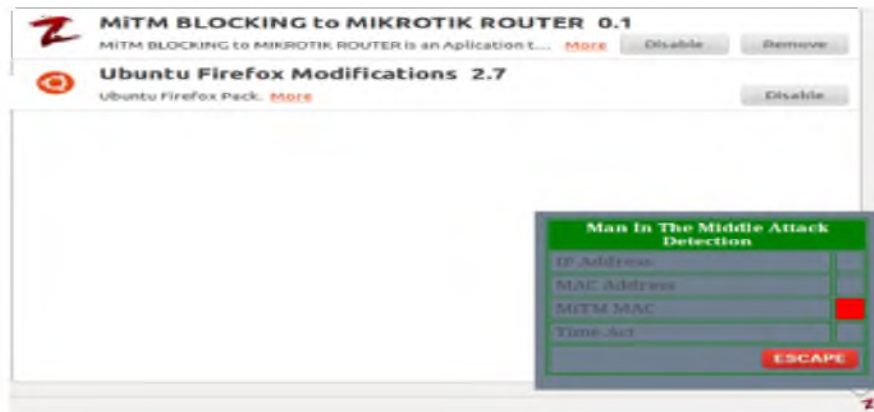 MiTM BLOCKING to MIKROTIK ROUTER 0.1
MiTM BLOCKING to MIKROTIK ROUTER is an Aplication t... More Disable Remove
Ubuntu Firefox Modifications 2.7
Ubuntu Firefox Pack. More Disable
Man In The Middle Attack
Detection
IP Address
MAC Address
MiTM MAC
Time Act
ESCAPE